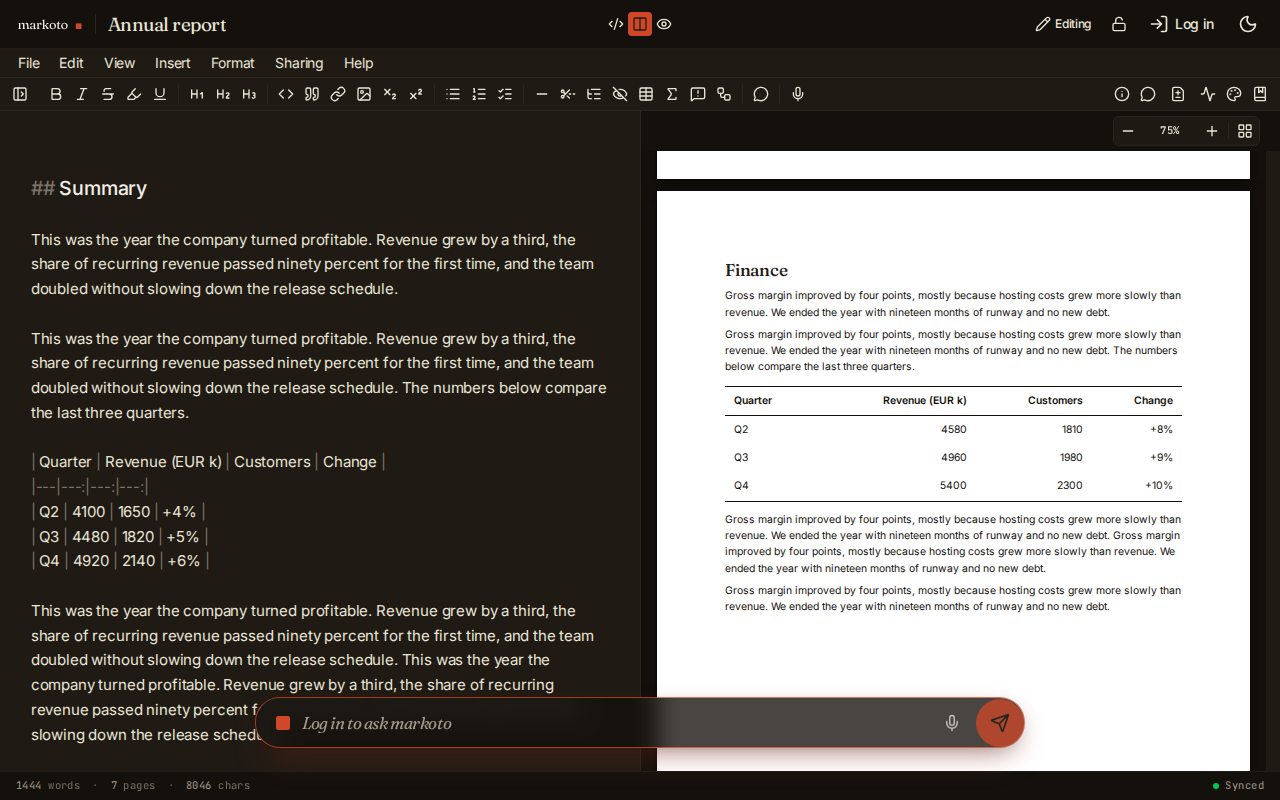 markoto
Annual report
Editing
Log in
File Edit View Insert Format Sharing Help
H1 H2 H3
75%
## Summary
This was the year the company turned profitable. Revenue grew by a third, the
share of recurring revenue passed ninety percent for the first time, and the team
doubled without slowing down the release schedule.
This was the year the company turned profitable. Revenue grew by a third, the
share of recurring revenue passed ninety percent for the first time, and the team
doubled without slowing down the release schedule. The numbers below compare
the last three quarters.
| Quarter | Revenue (EUR k) | Customers | Change |
|---|---:|---:|---:|
| Q2 | 4100 | 1650 | +4% |
| Q3 | 4480 | 1820 | +5% |
| Q4 | 4920 | 2140 | +6% |
This was the year the company turned profitable. Revenue grew by a third, the
share of recurring revenue passed ninety percent for the first time, and the team
doubled without slowing down the release schedule. This was the year the
company turned profitable. Revenue grew by a third, the share of recurring
revenue passed ninety percent
slowing down the release
Finance
Gross margin improved by four points, mostly because hosting costs grew more slowly than
revenue. We ended the year with nineteen months of runway and no new debt.
Gross margin improved by four points, mostly because hosting costs grew more slowly than
revenue. We ended the year with nineteen months of runway and no new debt. The numbers
below compare the last three quarters.
Quarter Revenue (EUR k) Customers Change
Q2 4580 1810 +8%
Q3 4960 1980 +9%
Q4 5400 2300 +10%
Gross margin improved by four points, mostly because hosting costs grew more slowly than
revenue. We ended the year with nineteen months of runway and no new debt. Gross margin
improved by four points, mostly because hosting costs grew more slowly than revenue. We
ended the year with nineteen months of runway and no new debt.
Gross margin improved by four points, mostly because hosting costs grew more slowly than
revenue. We ended the year with nineteen months of runway and no new debt.
Log in to ask markoto
1444 words · 7 pages · 8046 chars
Synced